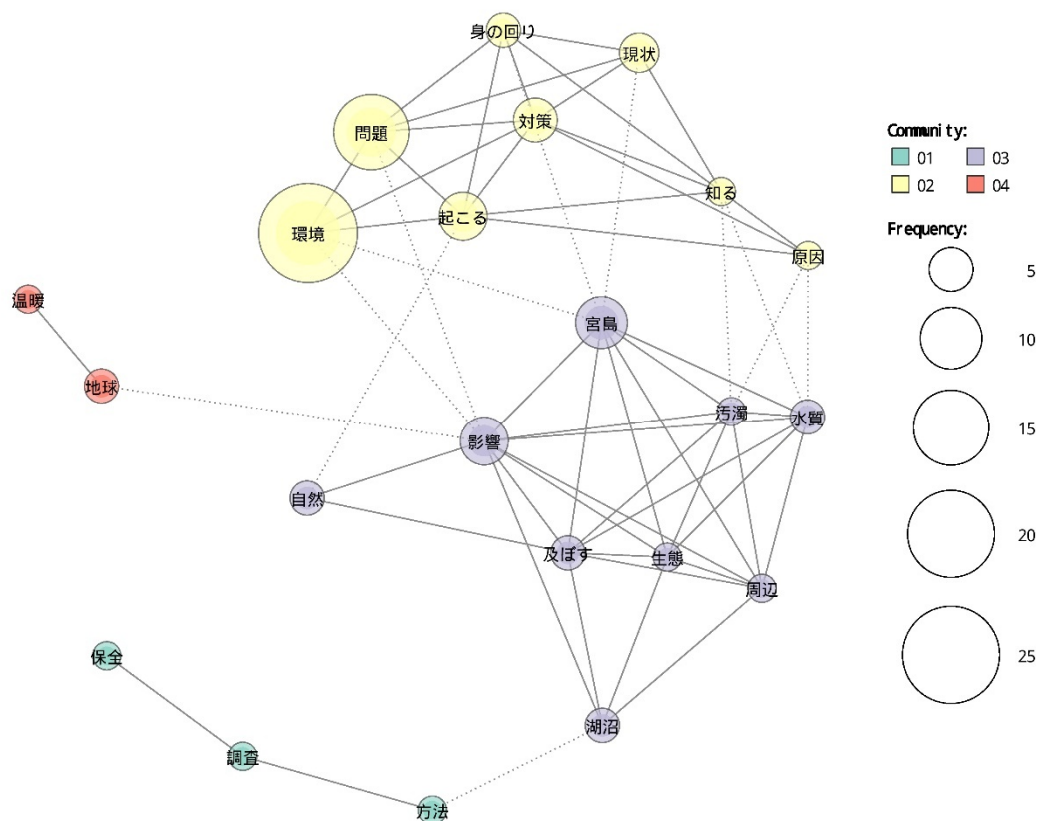 身の回り
現状
問題
対策
知る
起こる
環境
原因
温暖
宮島
地球
汚濁
水質
影響
自然
及ぼす
生態
周辺
保全
湖沼
調査
方法
Community:
01
03
02
04
Frequency:
5
10
15
20
25